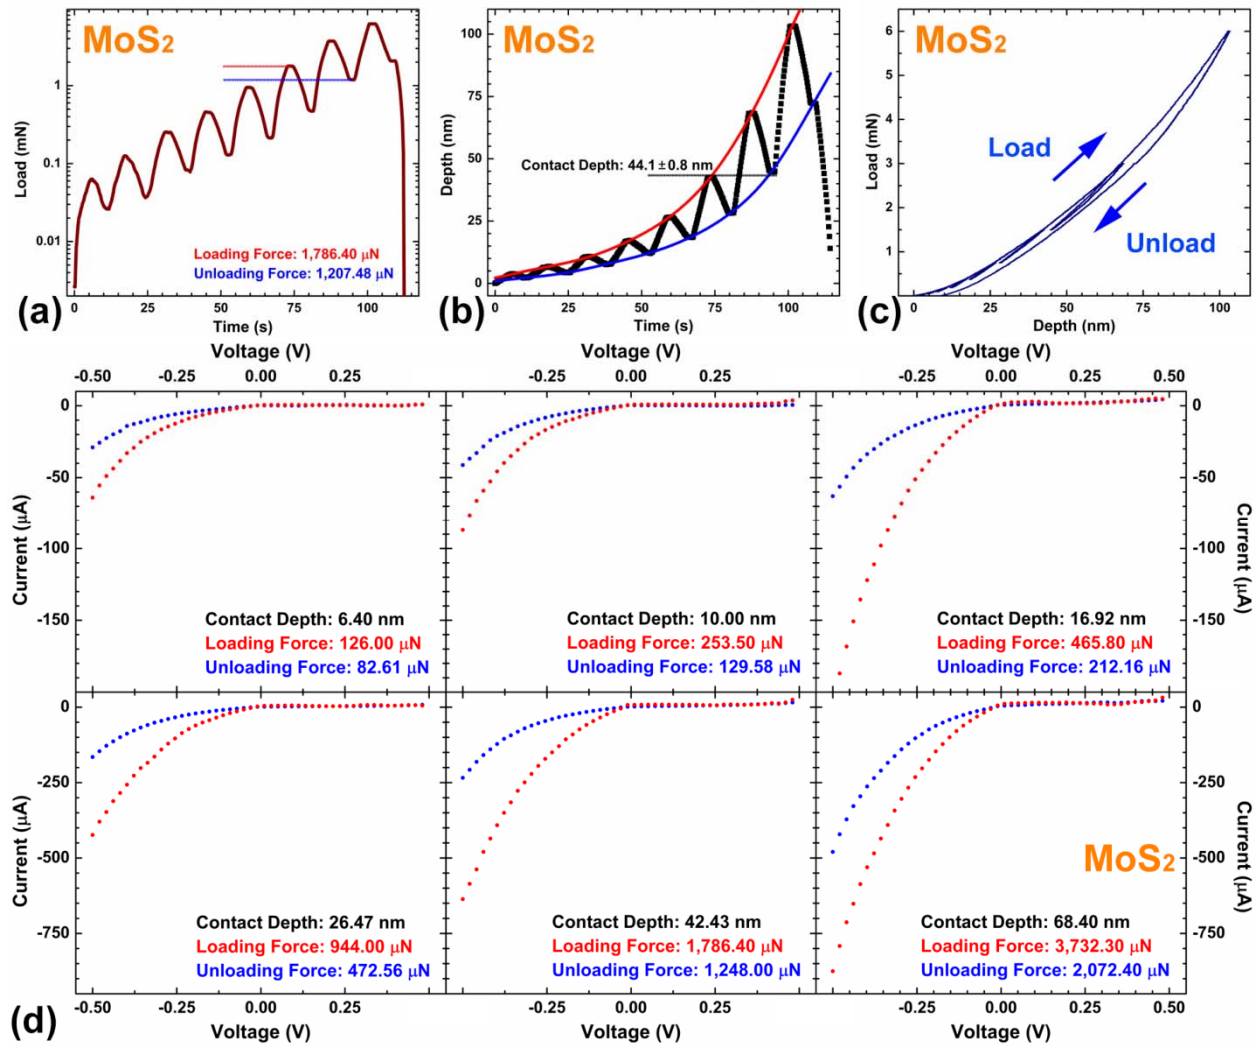 MoS2
Load (mN)
1
0.1
0.01
Loading Force: 1,786.40 μN
Unloading Force: 1,207.48 μN
0 25 50 75 100
Time (s)
(a)
MoS2
Depth (nm)
100
75
50
25
0
Contact Depth: 44.1±0.8 nm
0 25 50 75 100
Time (s)
(b)
MoS2
Load (mN)
6
5
4
3
2
1
0
Load
Unload
0 25 50 75 100
Depth (nm)
(c)
Voltage (V) Voltage (V) Voltage (V)
-0.50 -0.25 0.00 0.25 -0.25 0.00 0.25 -0.25 0.00 0.25 0.50
Current (μA)
0
-50
-100
-150
Contact Depth: 6.40 nm
Loading Force: 126.00 μN
Unloading Force: 82.61 μN
Contact Depth: 10.00 nm
Loading Force: 253.50 μN
Unloading Force: 129.58 μN
Contact Depth: 16.92 nm
Loading Force: 465.80 μN
Unloading Force: 212.16 μN
0
-50
-100
-150
Current (μA)
Current (μA)
0
-250
-500
-750
Contact Depth: 26.47 nm
Loading Force: 944.00 μN
Unloading Force: 472.56 μN
Contact Depth: 42.43 nm
Loading Force: 1,786.40 μN
Unloading Force: 1,248.00 μN
MoS2
Contact Depth: 68.40 nm
Loading Force: 3,732.30 μN
Unloading Force: 2,072.40 μN
0
-250
-500
-750
Current (μA)
-0.50 -0.25 0.00 0.25 -0.25 0.00 0.25 -0.25 0.00 0.25 0.50
Voltage (V) Voltage (V) Voltage (V)
(d)